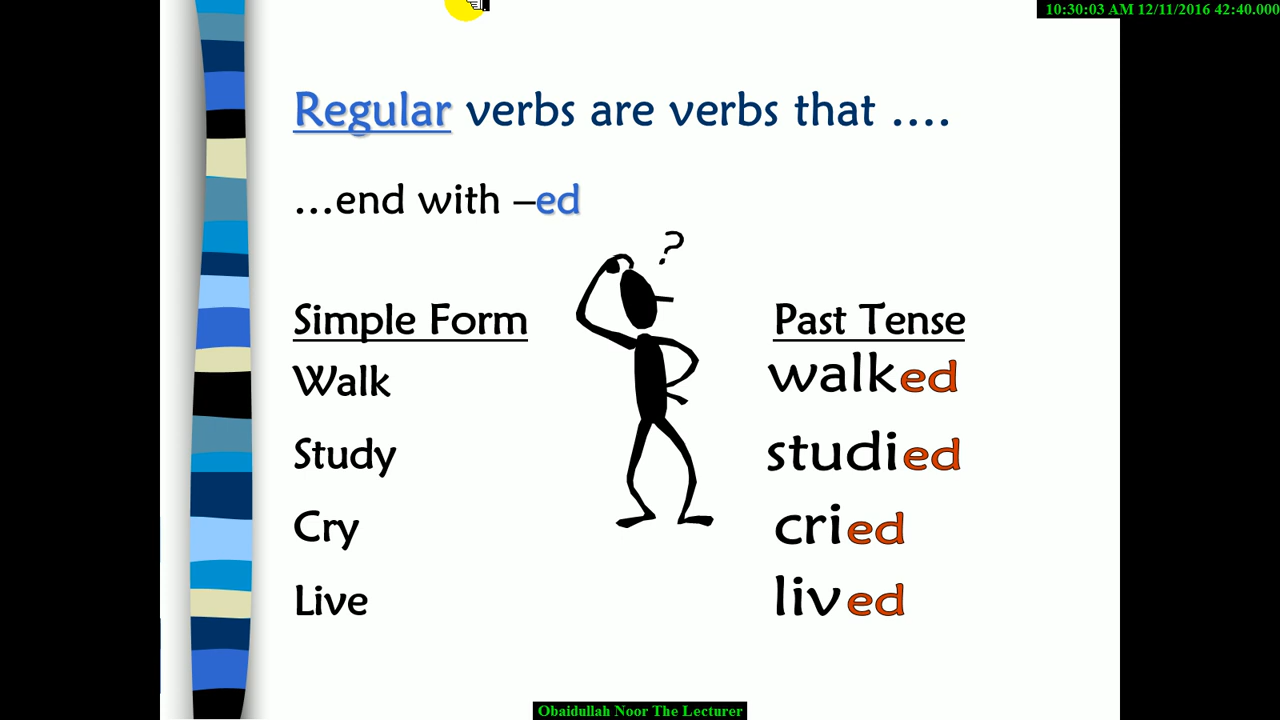 10:30:03 AM 12/11/2016 42:40.000
Regular verbs are verbs that ....
...end with –ed
?
Simple Form Past Tense
Walk walked
Study studied
Cry cried
Live lived
Obaidullah Noor The Lecturer